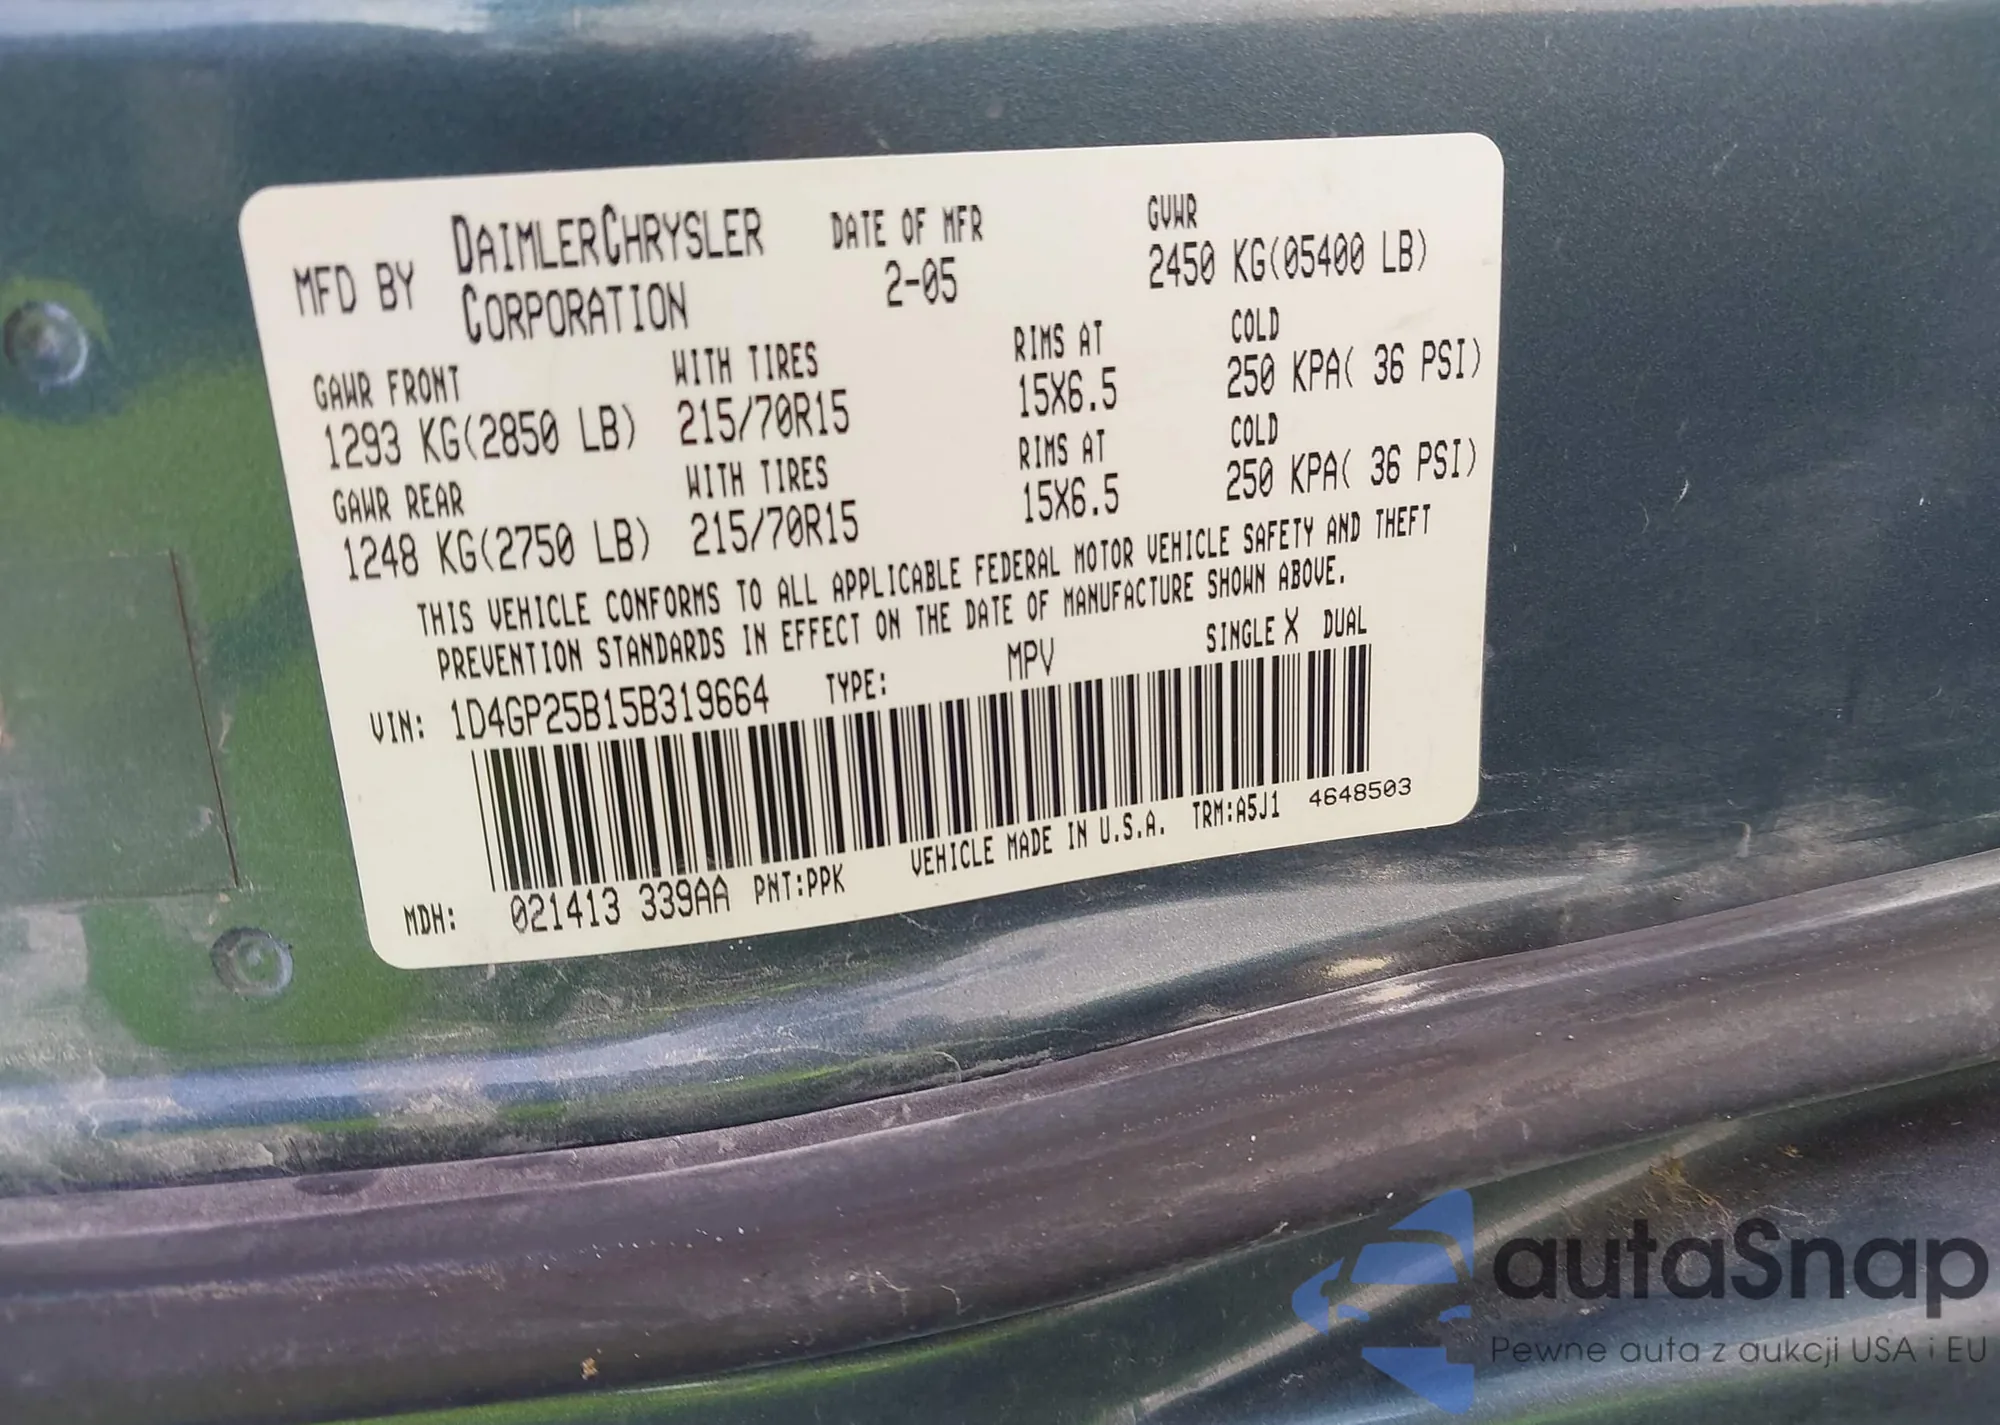 MFD BY DAIMLERCHRYSLER CORPORATION
DATE OF MFR
2-05
GVWR
2450 KG(05400 LB)
GAWR FRONT WITH TIRES RIMS AT COLD
1293 KG(2850 LB) 215/70R15 15X6.5 250 KPA( 36 PSI)
GAWR REAR WITH TIRES RIMS AT COLD
1248 KG(2750 LB) 215/70R15 15X6.5 250 KPA( 36 PSI)
THIS VEHICLE CONFORMS TO ALL APPLICABLE FEDERAL MOTOR VEHICLE SAFETY AND THEFT
PREVENTION STANDARDS IN EFFECT ON THE DATE OF MANUFACTURE SHOWN ABOVE.
VIN: 1D4GP25B15B319664 TYPE: MPV SINGLE X DUAL
MDH: 021413 339AA PNT:PPK VEHICLE MADE IN U.S.A. TRM:A5J1 4648503
autaSnap
Pewne auta z aukcji USA i EU